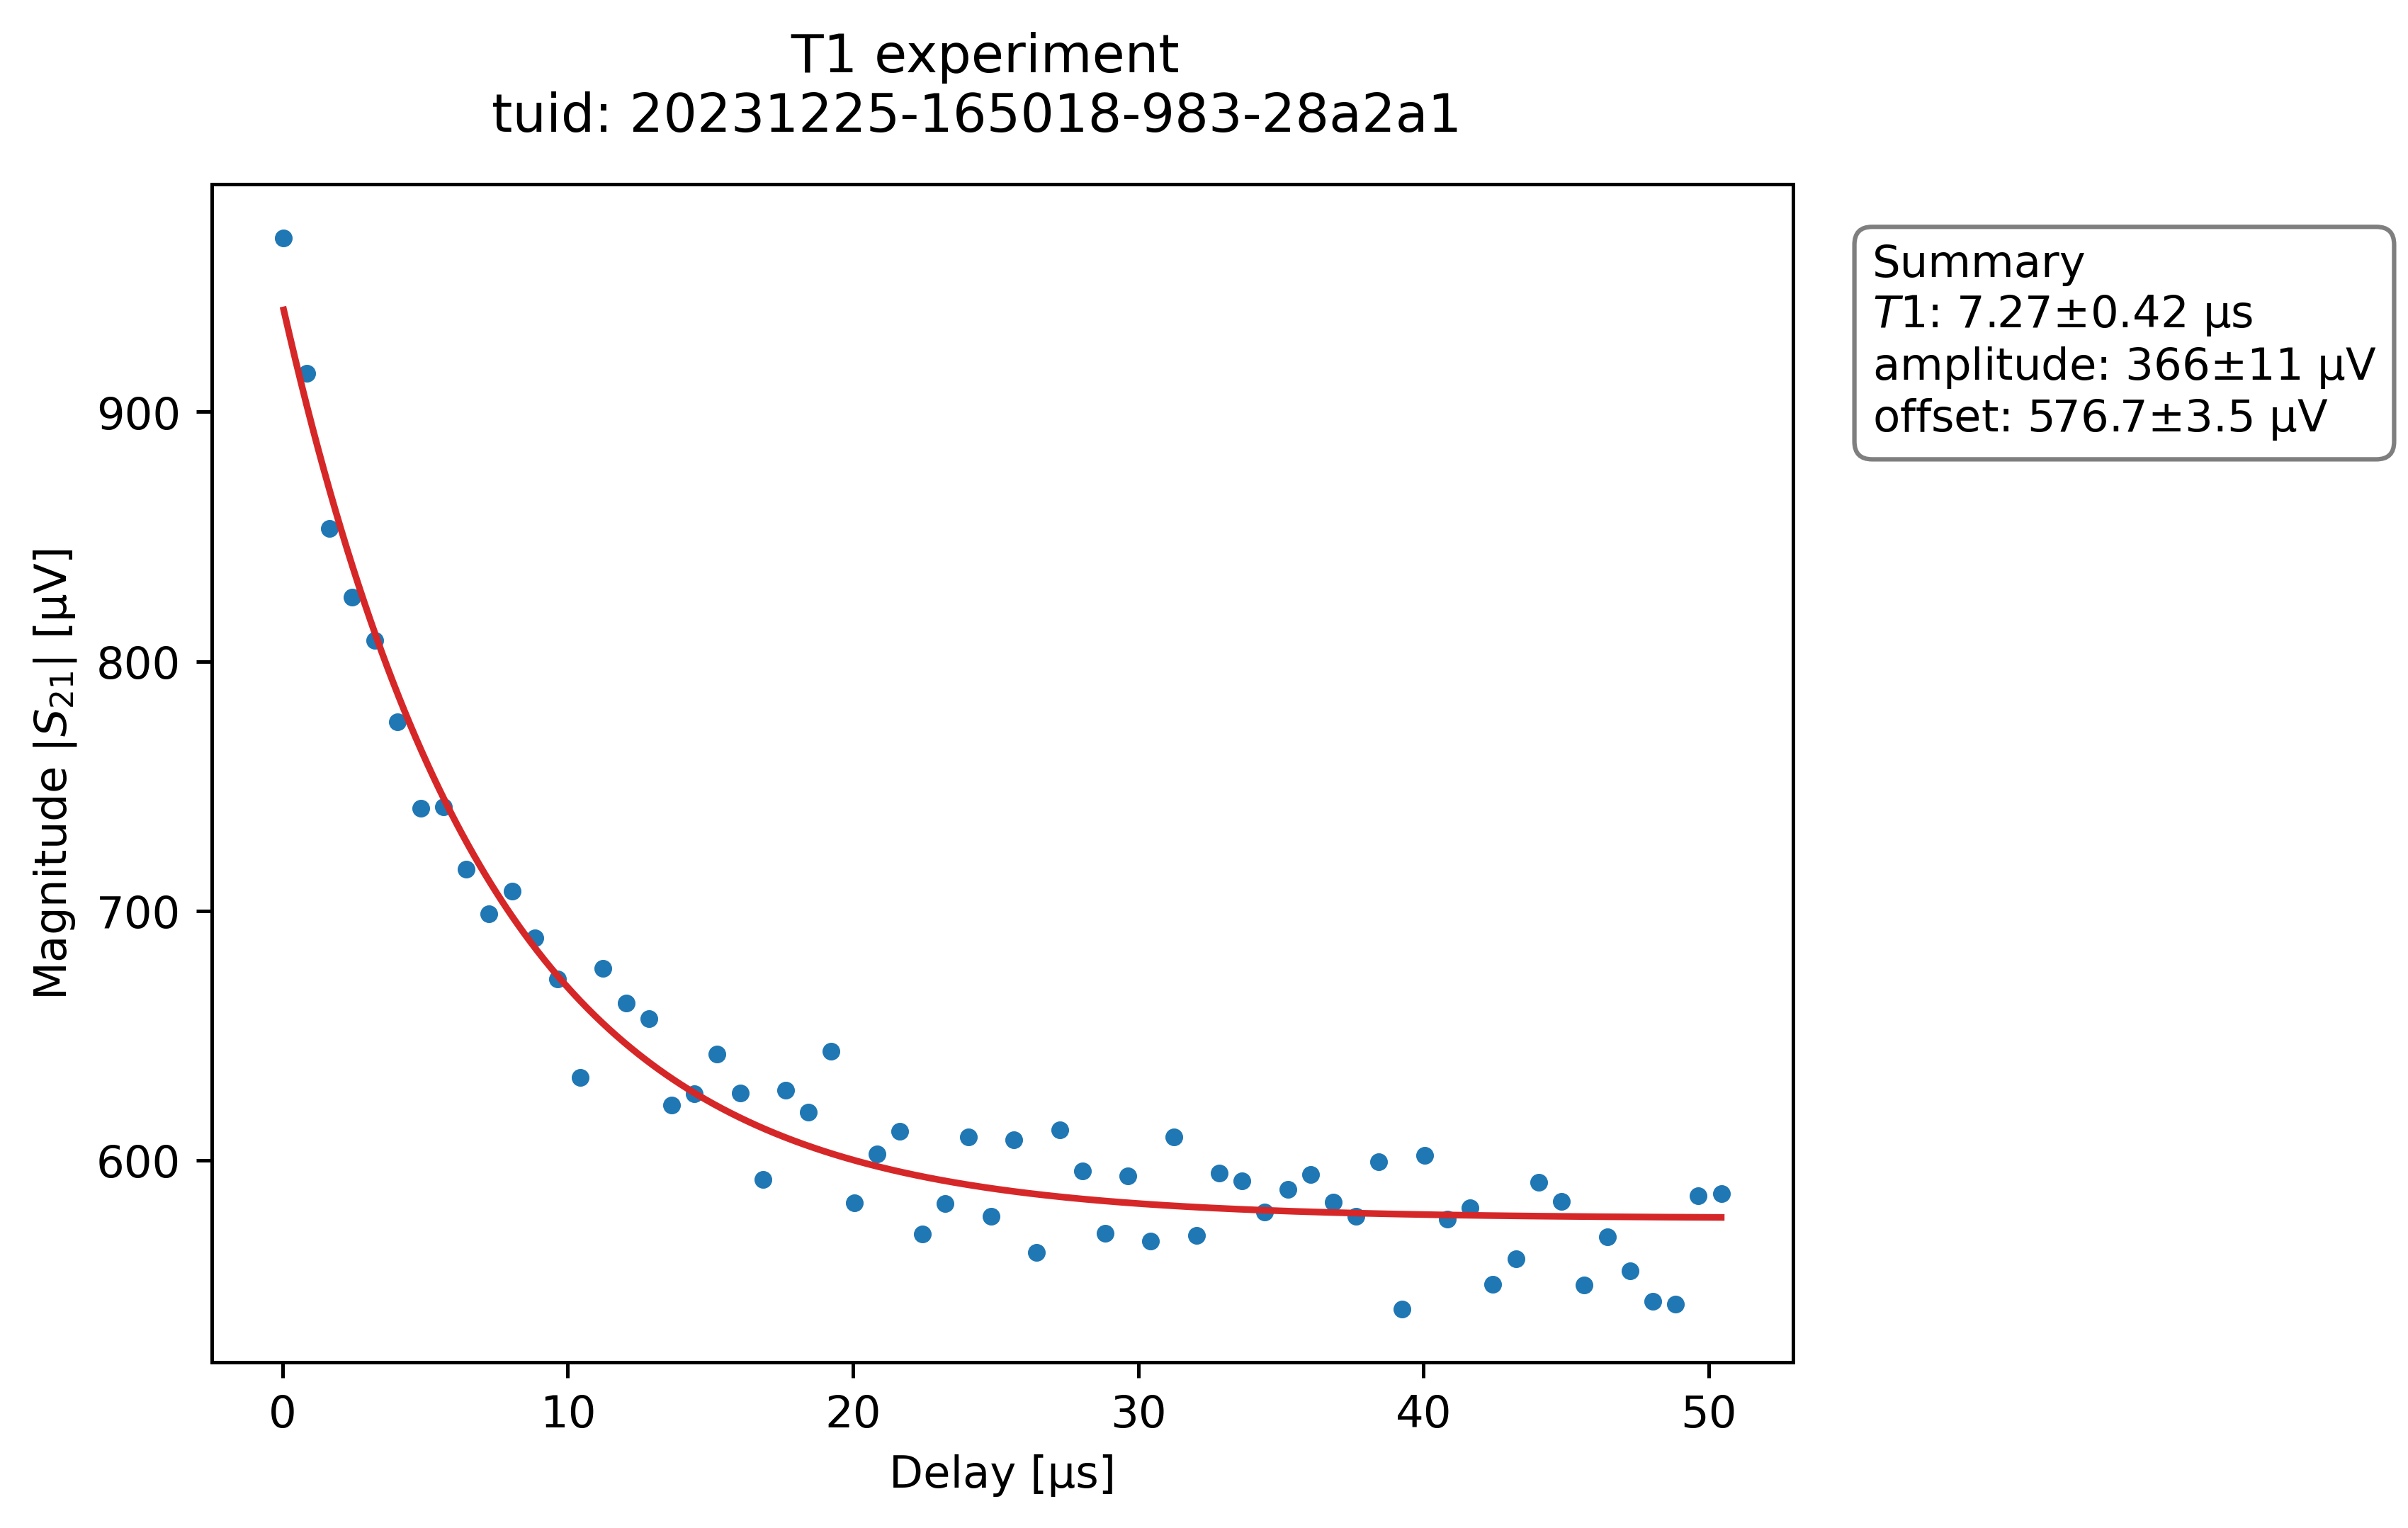 T1 experiment
tuid: 20231225-165018-983-28a2a1
Summary
T1: 7.27±0.42 µs
amplitude: 366±11 µV
offset: 576.7±3.5 µV
Magnitude |S₂₁| [µV]
900
800
700
600
0 10 20 30 40 50
Delay [µs]